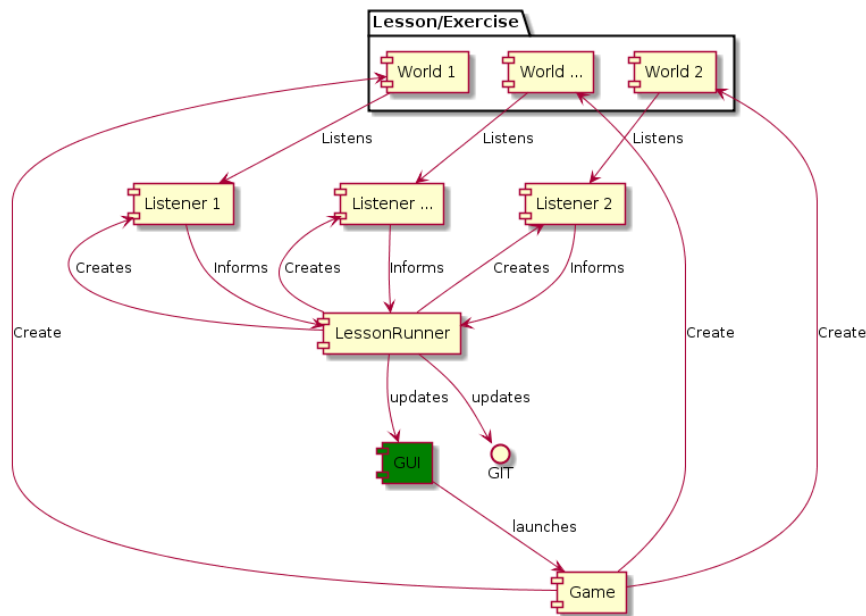 Lesson/Exercise
World 1
World ...
World 2
Listens
Listens
Listens
Listener 1
Listener ...
Listener 2
Creates
Informs
Creates
Informs
Creates
Informs
Create
LessonRunner
Create
Create
updates
updates
GUI
GIT
launches
Game